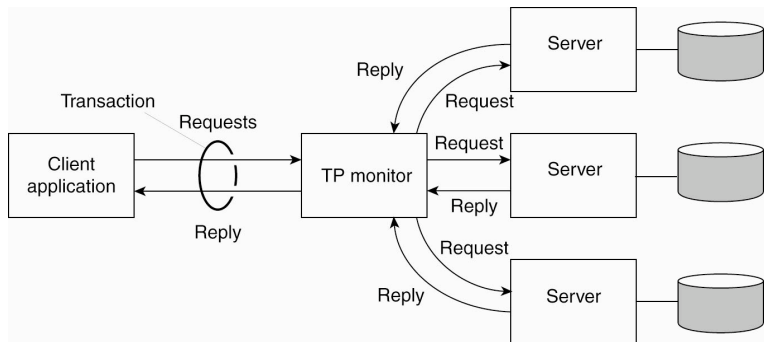 Server
Reply
Request
Transaction
Requests
Client
application
Reply
TP monitor
Request
Reply
Server
Request
Reply
Server